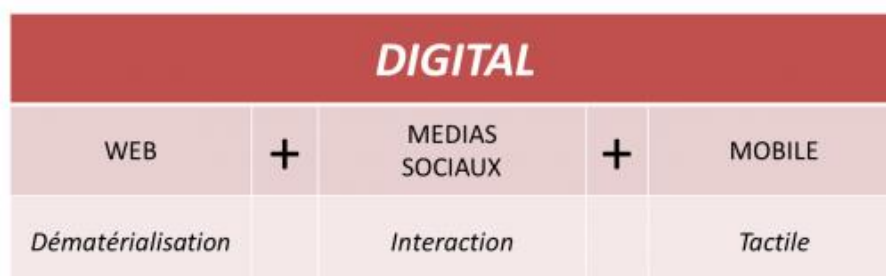 DIGITAL
WEB + MEDIAS SOCIAUX + MOBILE
Dématérialisation Interaction Tactile